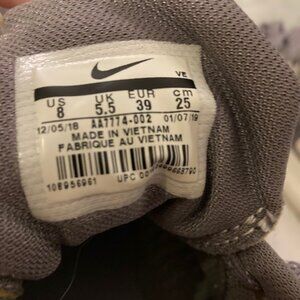 VE
US UK EUR cm
8 5.5 39 25
12/05/18 AA7774-002 01/07/19
MADE IN VIETNAM
FABRIQUE AU VIETNAM
108956961
UPC